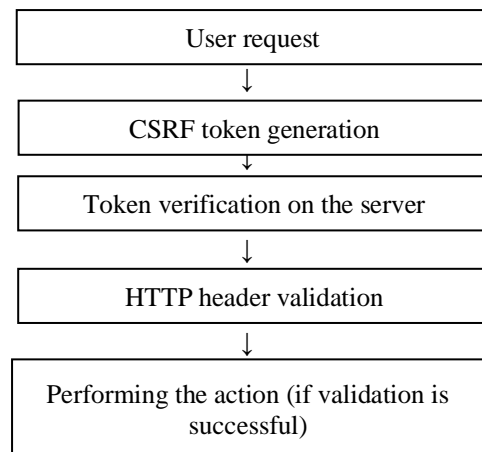 User request
↓
CSRF token generation
↓
Token verification on the server
↓
HTTP header validation
↓
Performing the action (if validation is
successful)